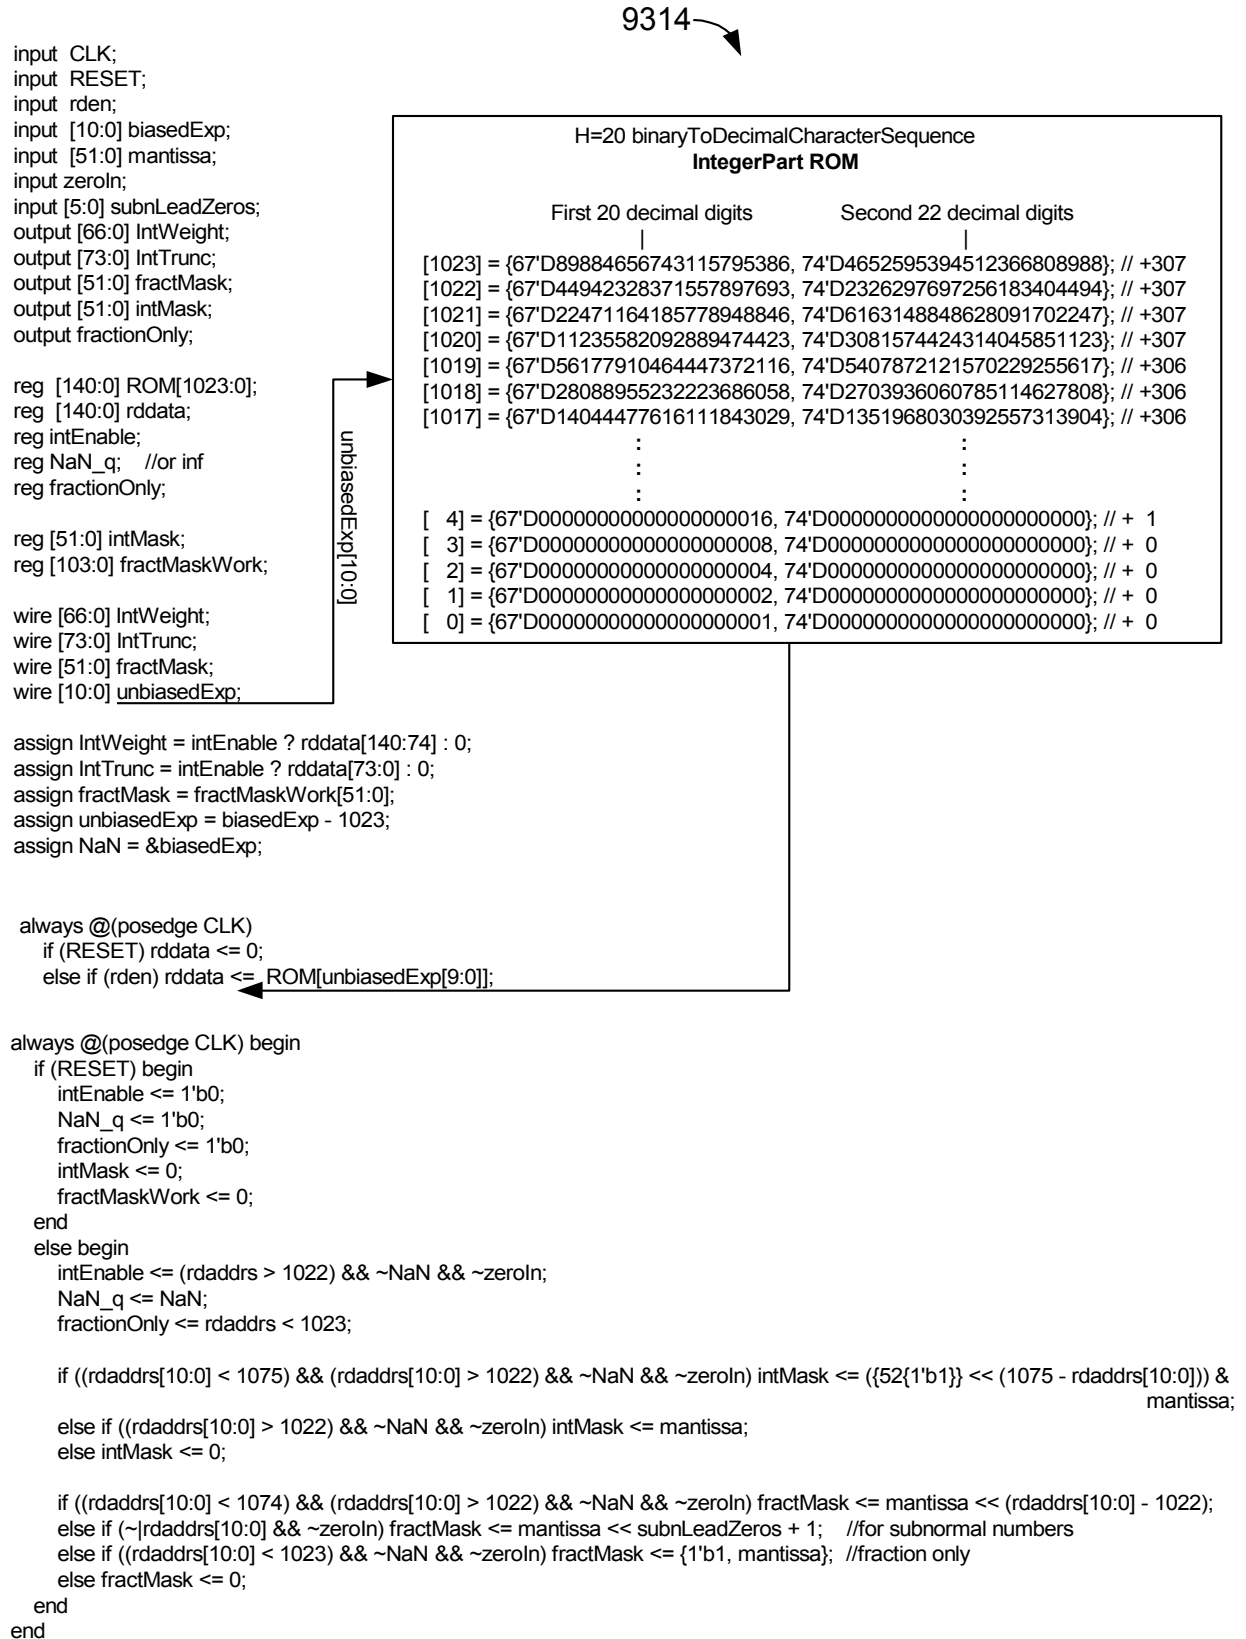 9314
input CLK;
input RESET;
input rden;
input [10:0] biasedExp;
input [51:0] mantissa;
input zeroIn;
input [5:0] subnLeadZeros;
output [66:0] IntWeight;
output [73:0] IntTrunc;
output [51:0] fractMask;
output [51:0] intMask;
output fractionOnly;
reg [140:0] ROM[1023:0];
reg [140:0] rddata;
reg intEnable;
reg NaN_q; //or inf
reg fractionOnly;
reg [51:0] intMask;
reg [103:0] fractMaskWork;
wire [66:0] IntWeight;
wire [73:0] IntTrunc;
wire [51:0] fractMask;
wire [10:0] unbiasedExp;
unbiasedExp[10:0]
H=20 binaryToDecimalCharacterSequence
IntegerPart ROM
First 20 decimal digits Second 22 decimal digits
| |
[1023] = {67'D89884656743115795386, 74'D4652595394512366808988}; // +307
[1022] = {67'D44942328371557897693, 74'D2326297697256183404494}; // +307
[1021] = {67'D22471164185778948846, 74'D6163148848628091702247}; // +307
[1020] = {67'D11235582092889474423, 74'D3081574424314045851123}; // +307
[1019] = {67'D56177910464447372116, 74'D5407872121570229255617}; // +306
[1018] = {67'D28088955232223686058, 74'D2703936060785114627808}; // +306
[1017] = {67'D14044477616111843029, 74'D1351968030392557313904}; // +306
: :
: :
: :
[ 4] = {67'D00000000000000000016, 74'D0000000000000000000000}; // + 1
[ 3] = {67'D00000000000000000008, 74'D0000000000000000000000}; // + 0
[ 2] = {67'D00000000000000000004, 74'D0000000000000000000000}; // + 0
[ 1] = {67'D00000000000000000002, 74'D0000000000000000000000}; // + 0
[ 0] = {67'D00000000000000000001, 74'D0000000000000000000000}; // + 0
assign IntWeight = intEnable ? rddata[140:74] : 0;
assign IntTrunc = intEnable ? rddata[73:0] : 0;
assign fractMask = fractMaskWork[51:0];
assign unbiasedExp = biasedExp - 1023;
assign NaN = &biasedExp;
always @(posedge CLK)
if (RESET) rddata <= 0;
else if (rden) rddata <= ROM[unbiasedExp[9:0]];
always @(posedge CLK) begin
if (RESET) begin
intEnable <= 1'b0;
NaN_q <= 1'b0;
fractionOnly <= 1'b0;
intMask <= 0;
fractMaskWork <= 0;
end
else begin
intEnable <= (rdaddrs > 1022) && ~NaN && ~zeroIn;
NaN_q <= NaN;
fractionOnly <= rdaddrs < 1023;
if ((rdaddrs[10:0] < 1075) && (rdaddrs[10:0] > 1022) && ~NaN && ~zeroIn) intMask <= ({52{1'b1}} << (1075 - rdaddrs[10:0])) &
mantissa;
else if ((rdaddrs[10:0] > 1022) && ~NaN && ~zeroIn) intMask <= mantissa;
else intMask <= 0;
if ((rdaddrs[10:0] < 1074) && (rdaddrs[10:0] > 1022) && ~NaN && ~zeroIn) fractMask <= mantissa << (rdaddrs[10:0] - 1022);
else if (~|rdaddrs[10:0] && ~zeroIn) fractMask <= mantissa << subnLeadZeros + 1; //for subnormal numbers
else if ((rdaddrs[10:0] < 1023) && ~NaN && ~zeroIn) fractMask <= {1'b1, mantissa}; //fraction only
else fractMask <= 0;
end
end